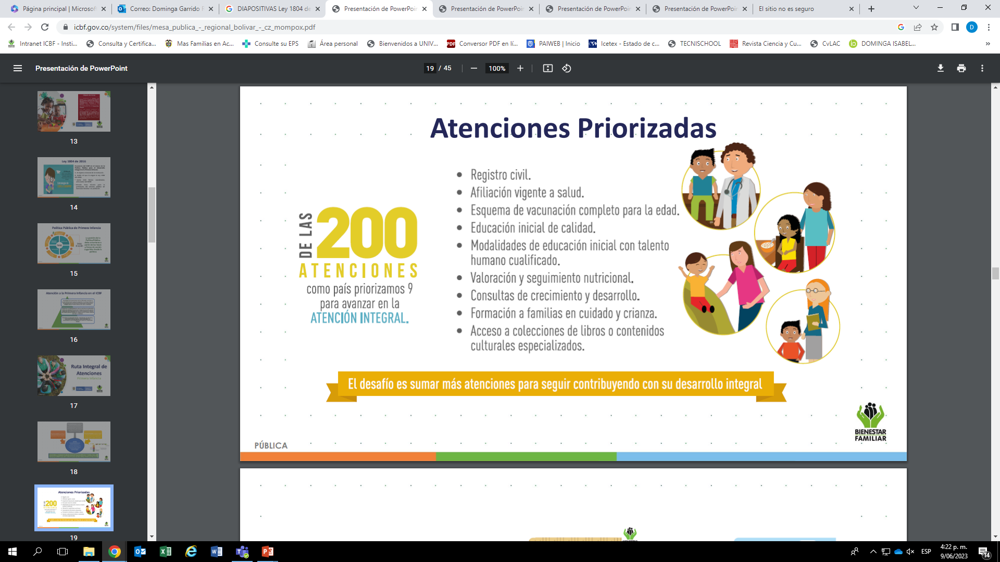 Página principal | Microsof
Correo: Dominga Garrido P
DIAPOSITIVAS Ley 1804 de
Presentación de PowerPoin
Presentación de PowerPoin
Presentación de PowerPoin
Presentación de PowerPoin
El sitio no es seguro
icbf.gov.co/system/files/mesa_publica_-_regional_bolivar_-_cz_mompox.pdf
D
Intranet ICBF - Insti...
Consulta y Certifica...
Mas Familias en Ac...
Consulte su EPS
Área personal
Bienvenidos a UNIV...
PDF
Conversor PDF en lí...
PAIWEB | Inicio
Icetex - Estado de c...
TECNISCHOOL
Revista Ciencia y Cu...
CvLAC
iD
DOMINGA ISABEL...
»
Presentación de PowerPoint
19 / 45
100%
13
Ley 1804 de 2016
14
Política Pública de Primera Infancia
15
Atención a la Primera Infancia en el ICBF
16
Ruta Integral de
Atenciones
Primera Infancia
17
18
Atenciones Priorizadas
200
19
Atenciones Priorizadas
DE LAS
200
ATENCIONES
como país priorizamos 9
para avanzar en la
ATENCIÓN INTEGRAL.
• Registro civil.
• Afiliación vigente a salud.
• Esquema de vacunación completo para la edad.
• Educación inicial de calidad.
• Modalidades de educación inicial con talento
humano cualificado.
• Valoración y seguimiento nutricional.
• Consultas de crecimiento y desarrollo.
• Formación a familias en cuidado y crianza.
• Acceso a colecciones de libros o contenidos
culturales especializados.
El desafío es sumar más atenciones para seguir contribuyendo con su desarrollo integral
BIENESTAR
FAMILIAR
PÚBLICA
ESP
4:22 p. m.
9/06/2023
14